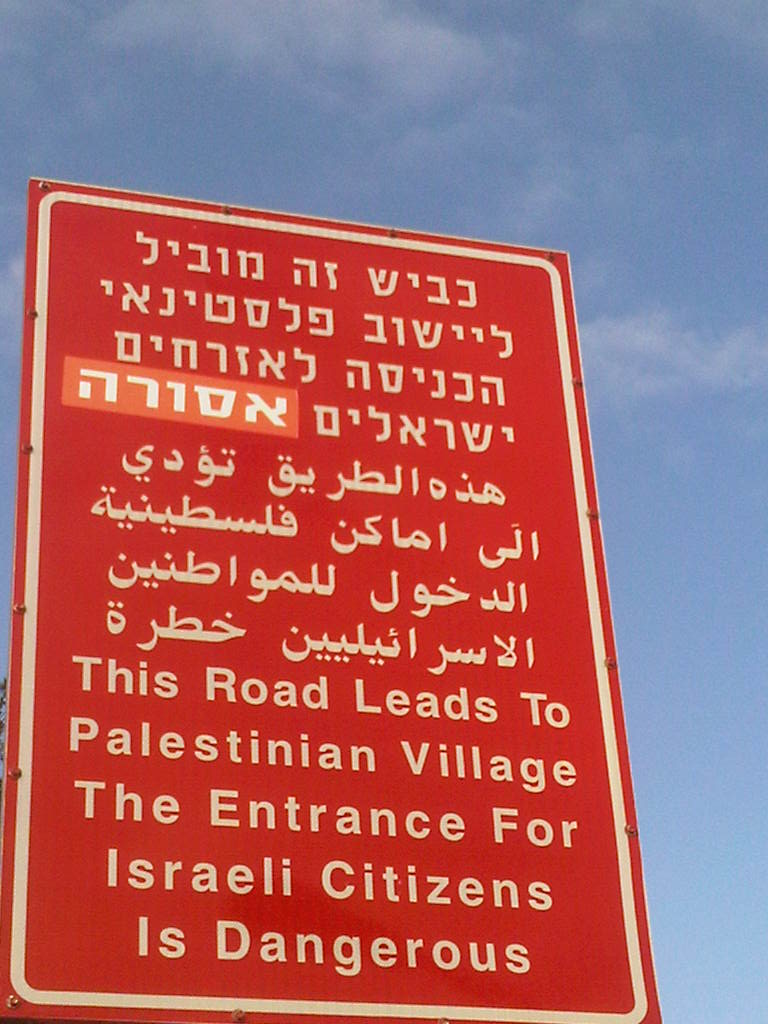 כביש זה מוביל
ליישוב פלסטינאי
הכניסה לאזרחים
ישראלים אסורה
هذه الطريق تؤدي
الَى اماكن فلسطينية
الدخول للمواطنين
الاسرائيليين خطرة
This Road Leads To
Palestinian Village
The Entrance For
Israeli Citizens
Is Dangerous